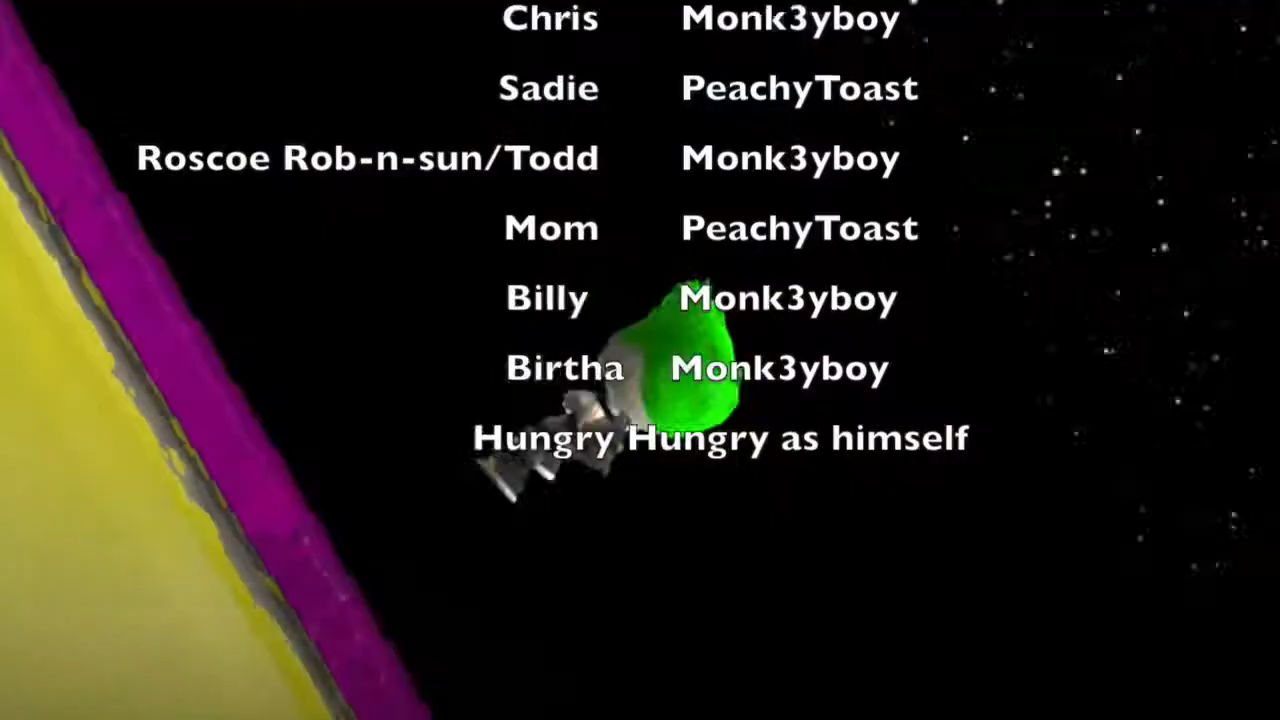 Chris Monk3yboy
Sadie PeachyToast
Roscoe Rob-n-sun/Todd Monk3yboy
Mom PeachyToast
Billy Monk3yboy
Birtha Monk3yboy
Hungry Hungry as himself